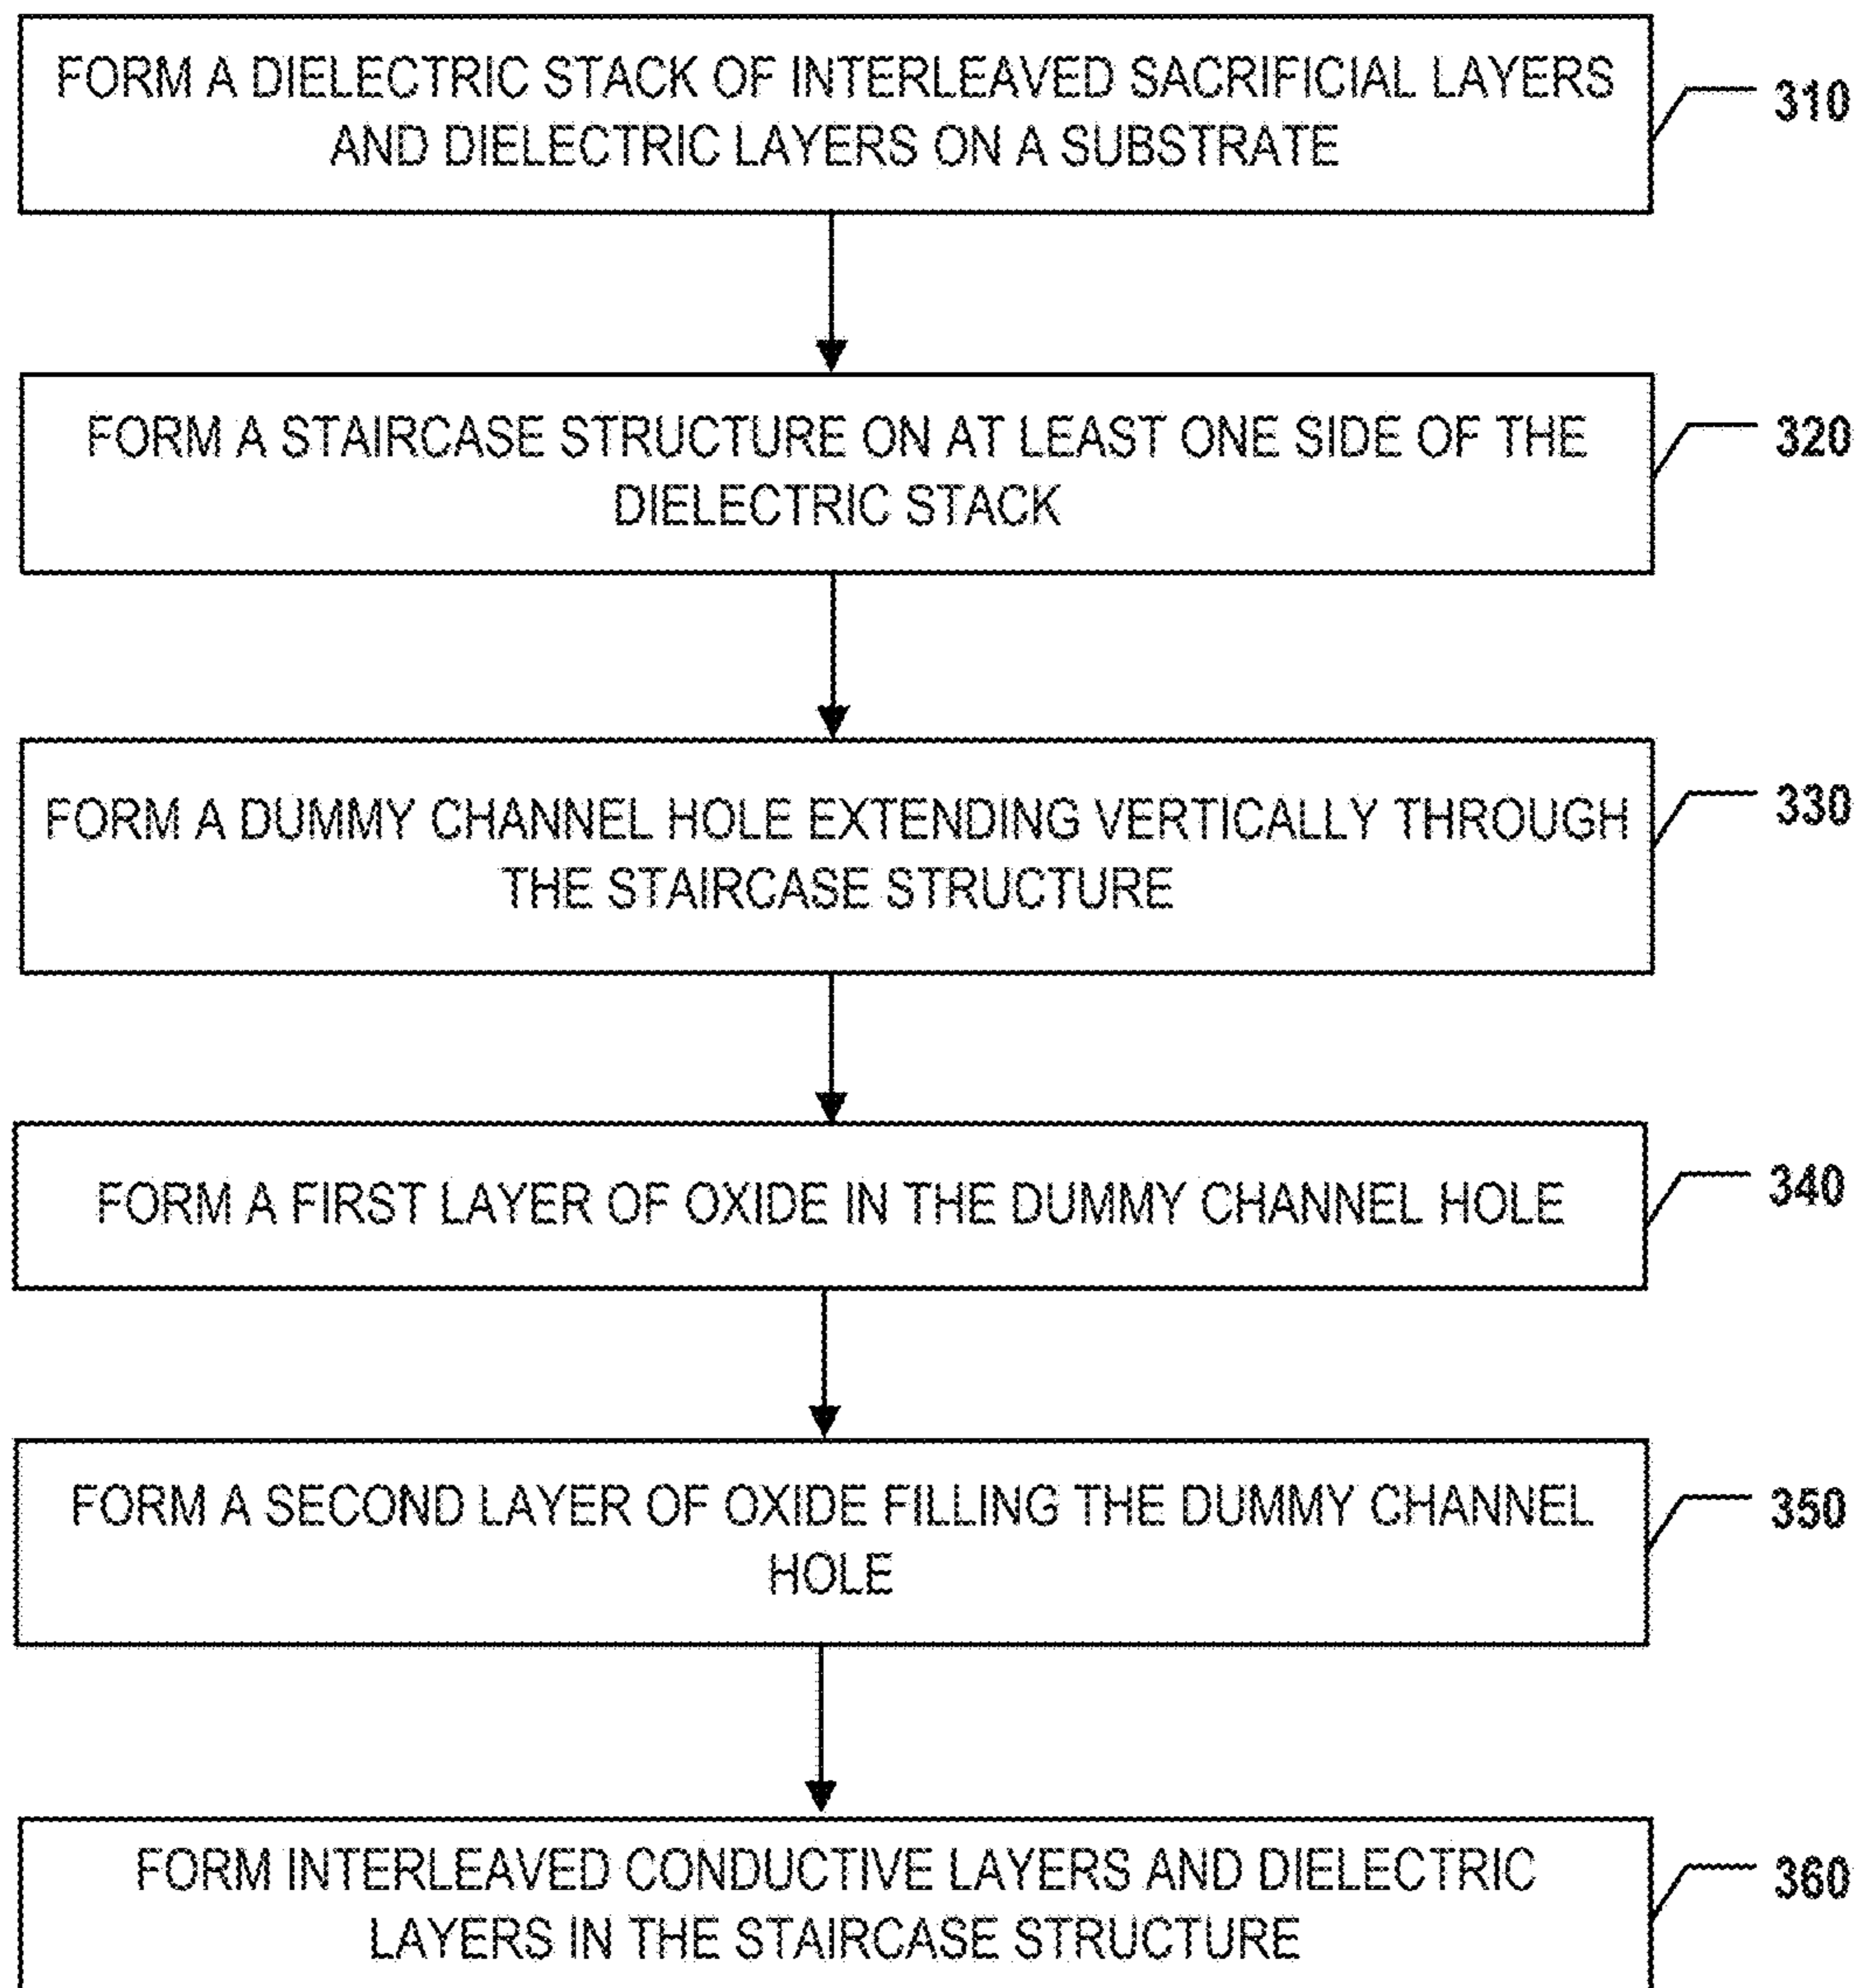 FORM A DIELECTRIC STACK OF INTERLEAVED SACRIFICIAL LAYERS
AND DIELECTRIC LAYERS ON A SUBSTRATE
310
FORM A STAIRCASE STRUCTURE ON AT LEAST ONE SIDE OF THE
DIELECTRIC STACK
320
FORM A DUMMY CHANNEL HOLE EXTENDING VERTICALLY THROUGH
THE STAIRCASE STRUCTURE
330
FORM A FIRST LAYER OF OXIDE IN THE DUMMY CHANNEL HOLE
340
FORM A SECOND LAYER OF OXIDE FILLING THE DUMMY CHANNEL
HOLE
350
FORM INTERLEAVED CONDUCTIVE LAYERS AND DIELECTRIC
LAYERS IN THE STAIRCASE STRUCTURE
360